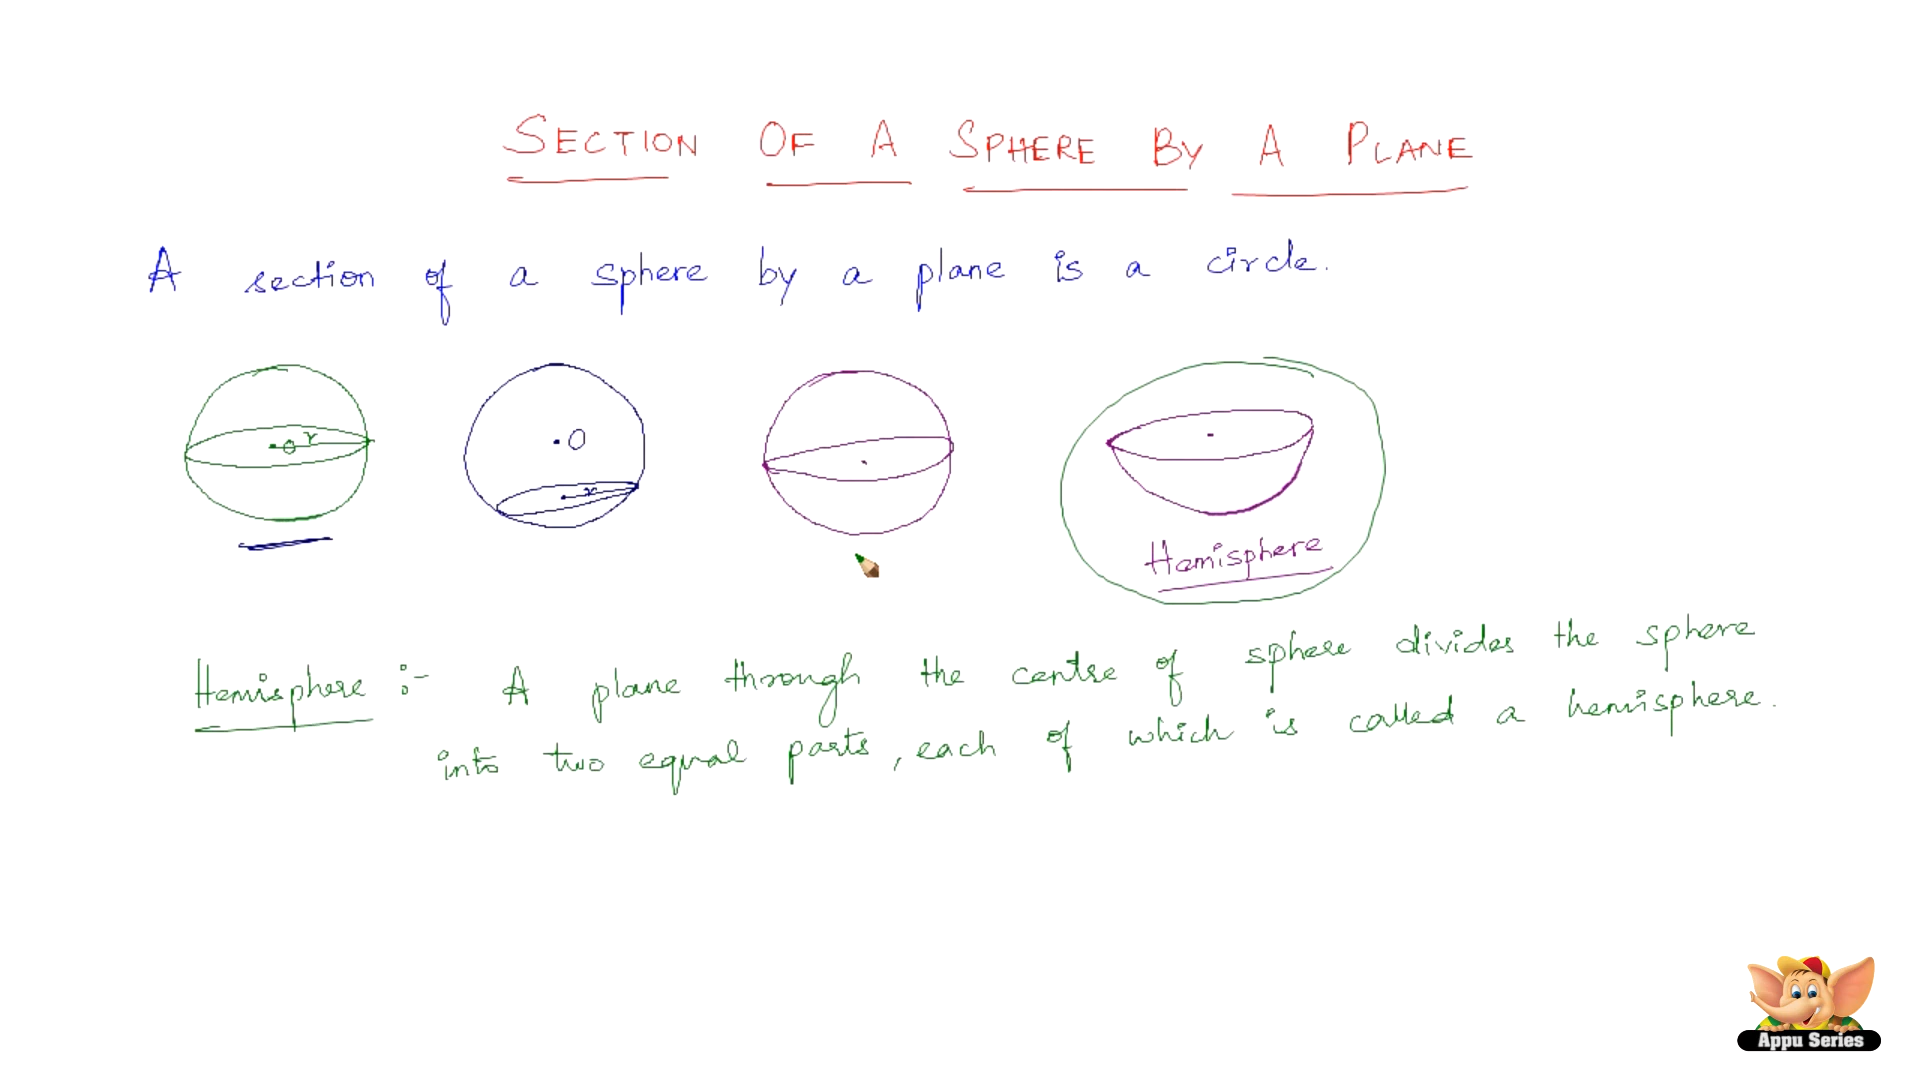 SECTION OF A SPHERE BY A PLANE
A section of a sphere by a plane is a circle.
O r
O
r
Hemisphere
Hemisphere :- A plane through the centre of sphere divides the sphere
into two equal parts, each of which is called a hemisphere.
Appu Series